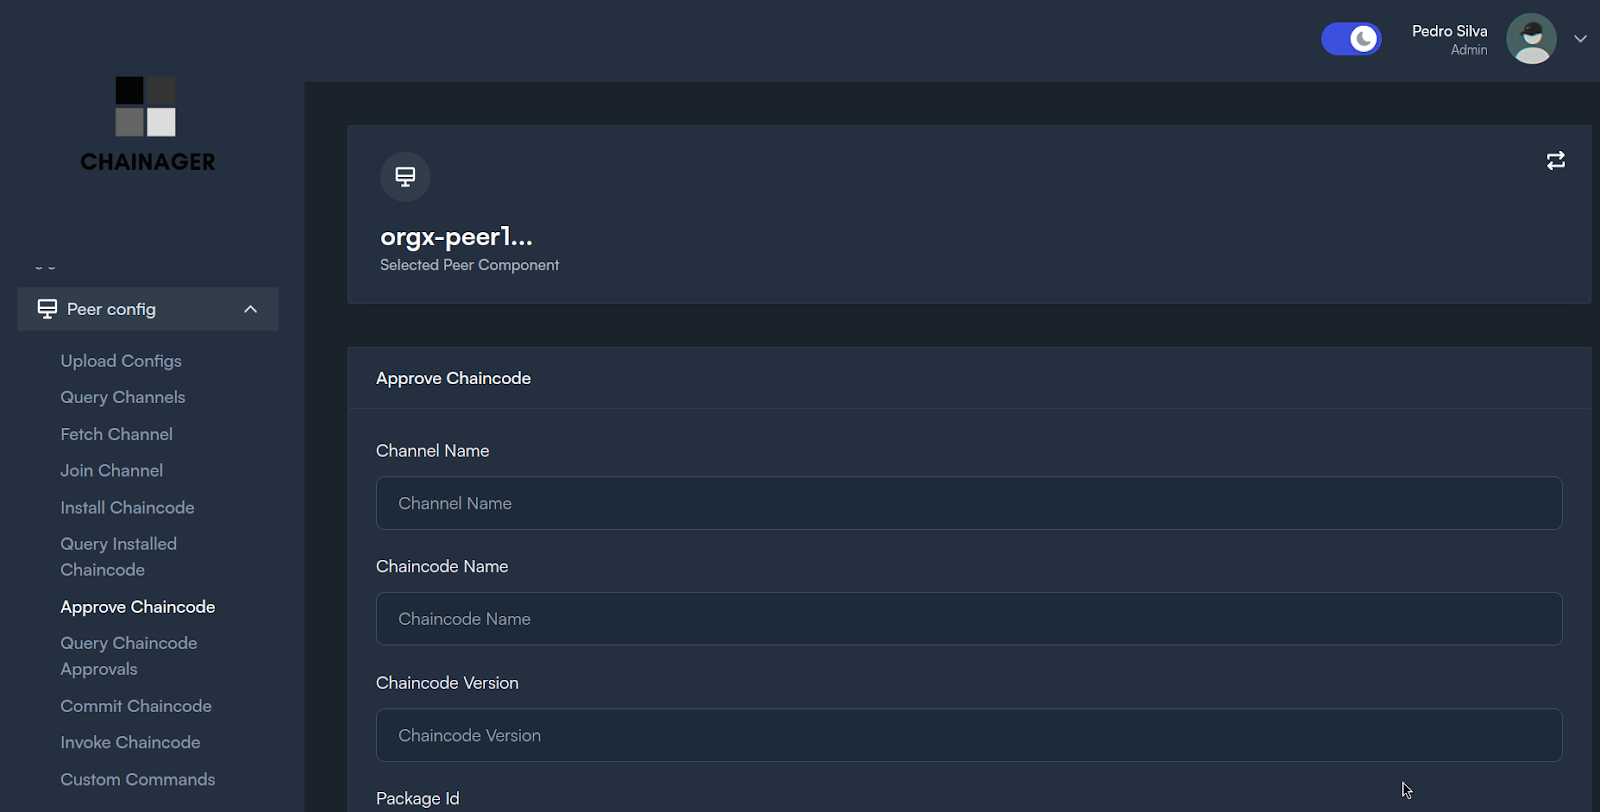 Pedro Silva
Admin
CHAINAGER
orgx-peer1...
Selected Peer Component
Peer config
Upload Configs
Query Channels
Fetch Channel
Join Channel
Install Chaincode
Query Installed
Chaincode
Approve Chaincode
Query Chaincode
Approvals
Commit Chaincode
Invoke Chaincode
Custom Commands
Approve Chaincode
Channel Name
Channel Name
Chaincode Name
Chaincode Name
Chaincode Version
Chaincode Version
Package Id